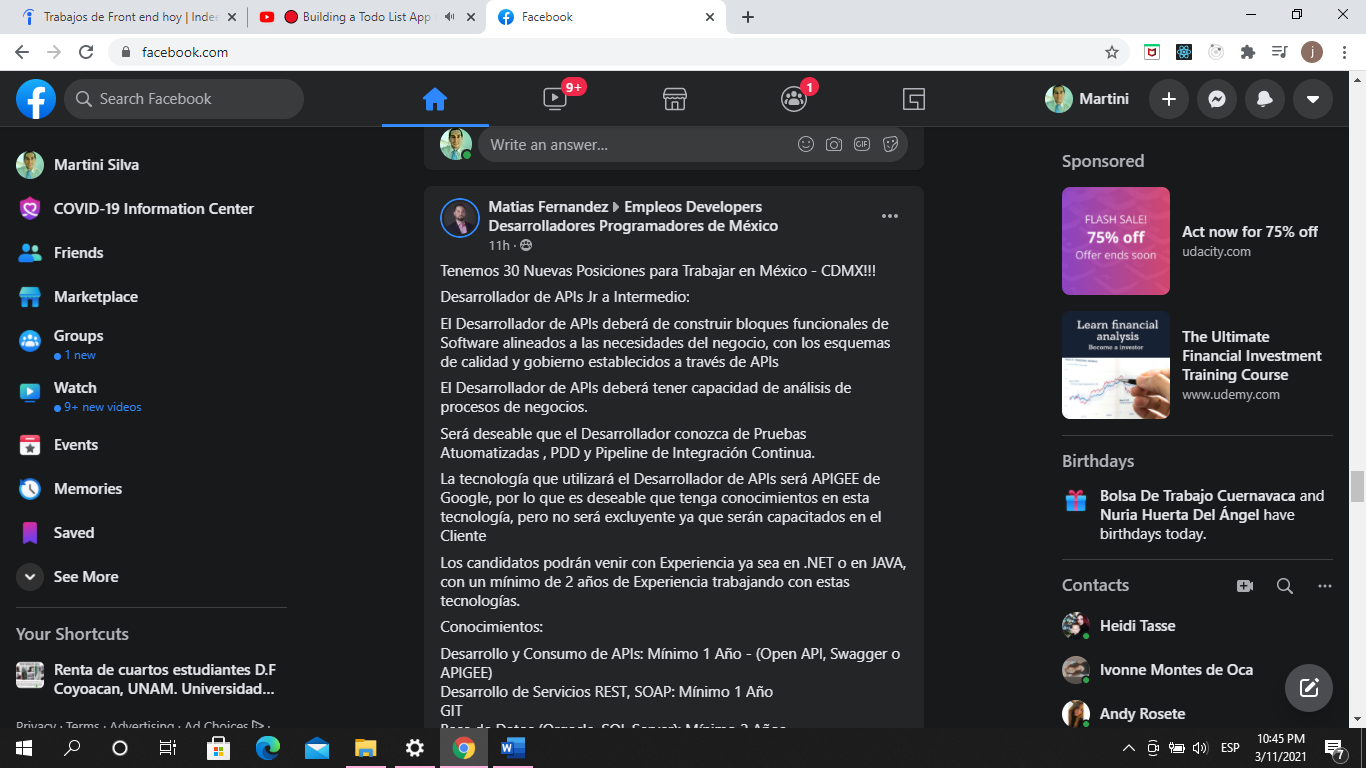 Trabajos de Front end hoy | Inde
Building a Todo List App
Facebook
facebook.com
j
Search Facebook
9+
1
Martini
Martini Silva
COVID-19 Information Center
Friends
Marketplace
Groups
1 new
Watch
9+ new videos
Events
Memories
Saved
See More
Your Shortcuts
Renta de cuartos estudiantes D.F
Coyoacan, UNAM. Universidad...
Privacy · Terms · Advertising · Ad Choices
Write an answer...
GIF
Matias Fernandez Empleos Developers
Desarrolladores Programadores de México
11h ·
Tenemos 30 Nuevas Posiciones para Trabajar en México - CDMX!!!
Desarrollador de APIs Jr a Intermedio:
El Desarrollador de APIs deberá de construir bloques funcionales de
Software alineados a las necesidades del negocio, con los esquemas
de calidad y gobierno establecidos a través de APIs
El Desarrollador de APIs deberá tener capacidad de análisis de
procesos de negocios.
Será deseable que el Desarrollador conozca de Pruebas
Atuomatizadas , PDD y Pipeline de Integración Continua.
La tecnología que utilizará el Desarrollador de APIs será APIGEE de
Google, por lo que es deseable que tenga conocimientos en esta
tecnología, pero no será excluyente ya que serán capacitados en el
Cliente
Los candidatos podrán venir con Experiencia ya sea en .NET o en JAVA,
con un mínimo de 2 años de Experiencia trabajando con estas
tecnologías.
Conocimientos:
Desarrollo y Consumo de APIs: Mínimo 1 Año - (Open API, Swagger o
APIGEE)
Desarrollo de Servicios REST, SOAP: Mínimo 1 Año
GIT
Base de Datos (Oracle, SQL Server): Mínimo 2 Años
Sponsored
FLASH SALE!
75% off
Offer ends soon
Act now for 75% off
udacity.com
Learn financial
analysis
Become a investor
The Ultimate
Financial Investment
Training Course
www.udemy.com
Birthdays
Bolsa De Trabajo Cuernavaca and
Nuria Huerta Del Ángel have
birthdays today.
Contacts
Heidi Tasse
Ivonne Montes de Oca
Andy Rosete
ESP
10:45 PM
3/11/2021
7